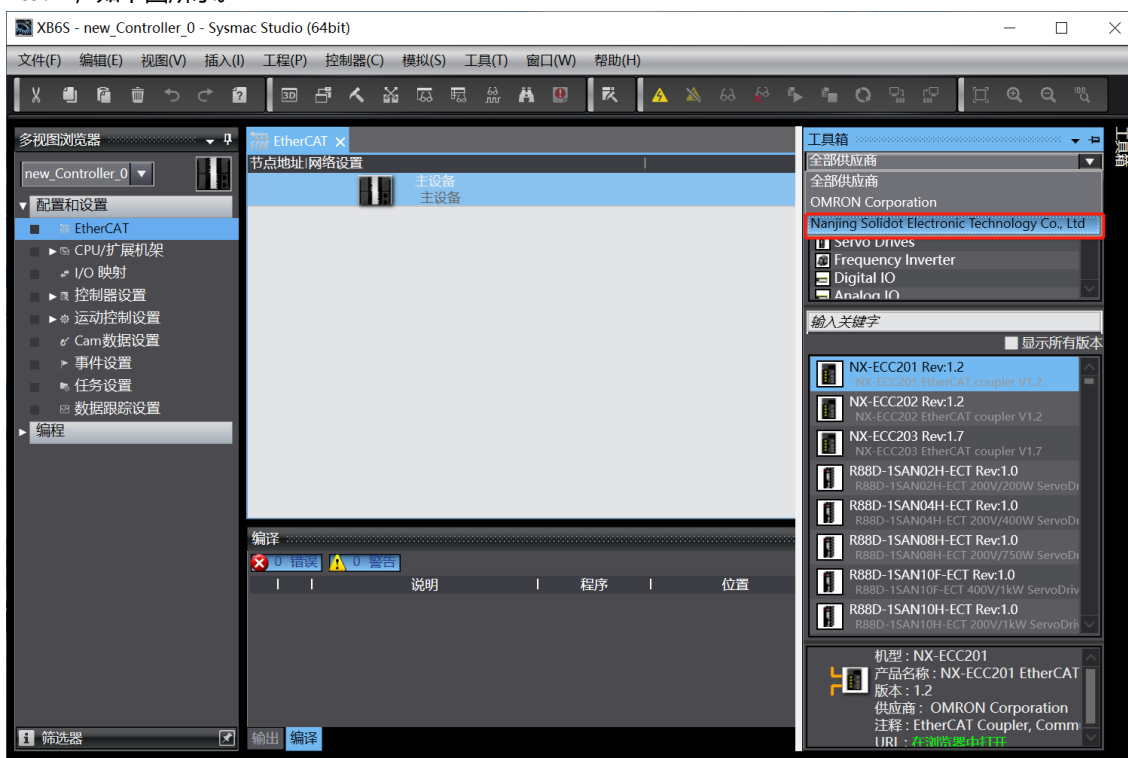 XB6S - new_Controller_0 - Sysmac Studio (64bit)
文件(F) 编辑(E) 视图(V) 插入(I) 工程(P) 控制器(C) 模拟(S) 工具(T) 窗口(W) 帮助(H)
多视图浏览器
new_Controller_0
配置和设置
EtherCAT
CPU/扩展机架
I/O 映射
控制器设置
运动控制设置
Cam数据设置
事件设置
任务设置
数据跟踪设置
编程
筛选器
EtherCAT
节点地址|网络设置
主设备
主设备
编译
0 错误 0 警告
说明 程序 位置
输出 编译
工具箱
全部供应商
全部供应商
OMRON Corporation
Nanjing Solidot Electronic Technology Co., Ltd
Servo Drives
Frequency Inverter
Digital IO
Analog IO
输入关键字
显示所有版本
NX-ECC201 Rev:1.2
NX-ECC201 EtherCAT coupler V1.2
NX-ECC202 Rev:1.2
NX-ECC202 EtherCAT coupler V1.2
NX-ECC203 Rev:1.7
NX-ECC203 EtherCAT coupler V1.7
R88D-1SAN02H-ECT Rev:1.0
R88D-1SAN02H-ECT 200V/200W ServoDr
R88D-1SAN04H-ECT Rev:1.0
R88D-1SAN04H-ECT 200V/400W ServoDr
R88D-1SAN08H-ECT Rev:1.0
R88D-1SAN08H-ECT 200V/750W ServoDr
R88D-1SAN10F-ECT Rev:1.0
R88D-1SAN10F-ECT 400V/1kW ServoDriv
R88D-1SAN10H-ECT Rev:1.0
R88D-1SAN10H-ECT 200V/1kW ServoDriv
机型 : NX-ECC201
产品名称 : NX-ECC201 EtherCAT
版本 : 1.2
供应商 : OMRON Corporation
注释 : EtherCAT Coupler, Comm
URL : 在浏览器中打开
工具箱